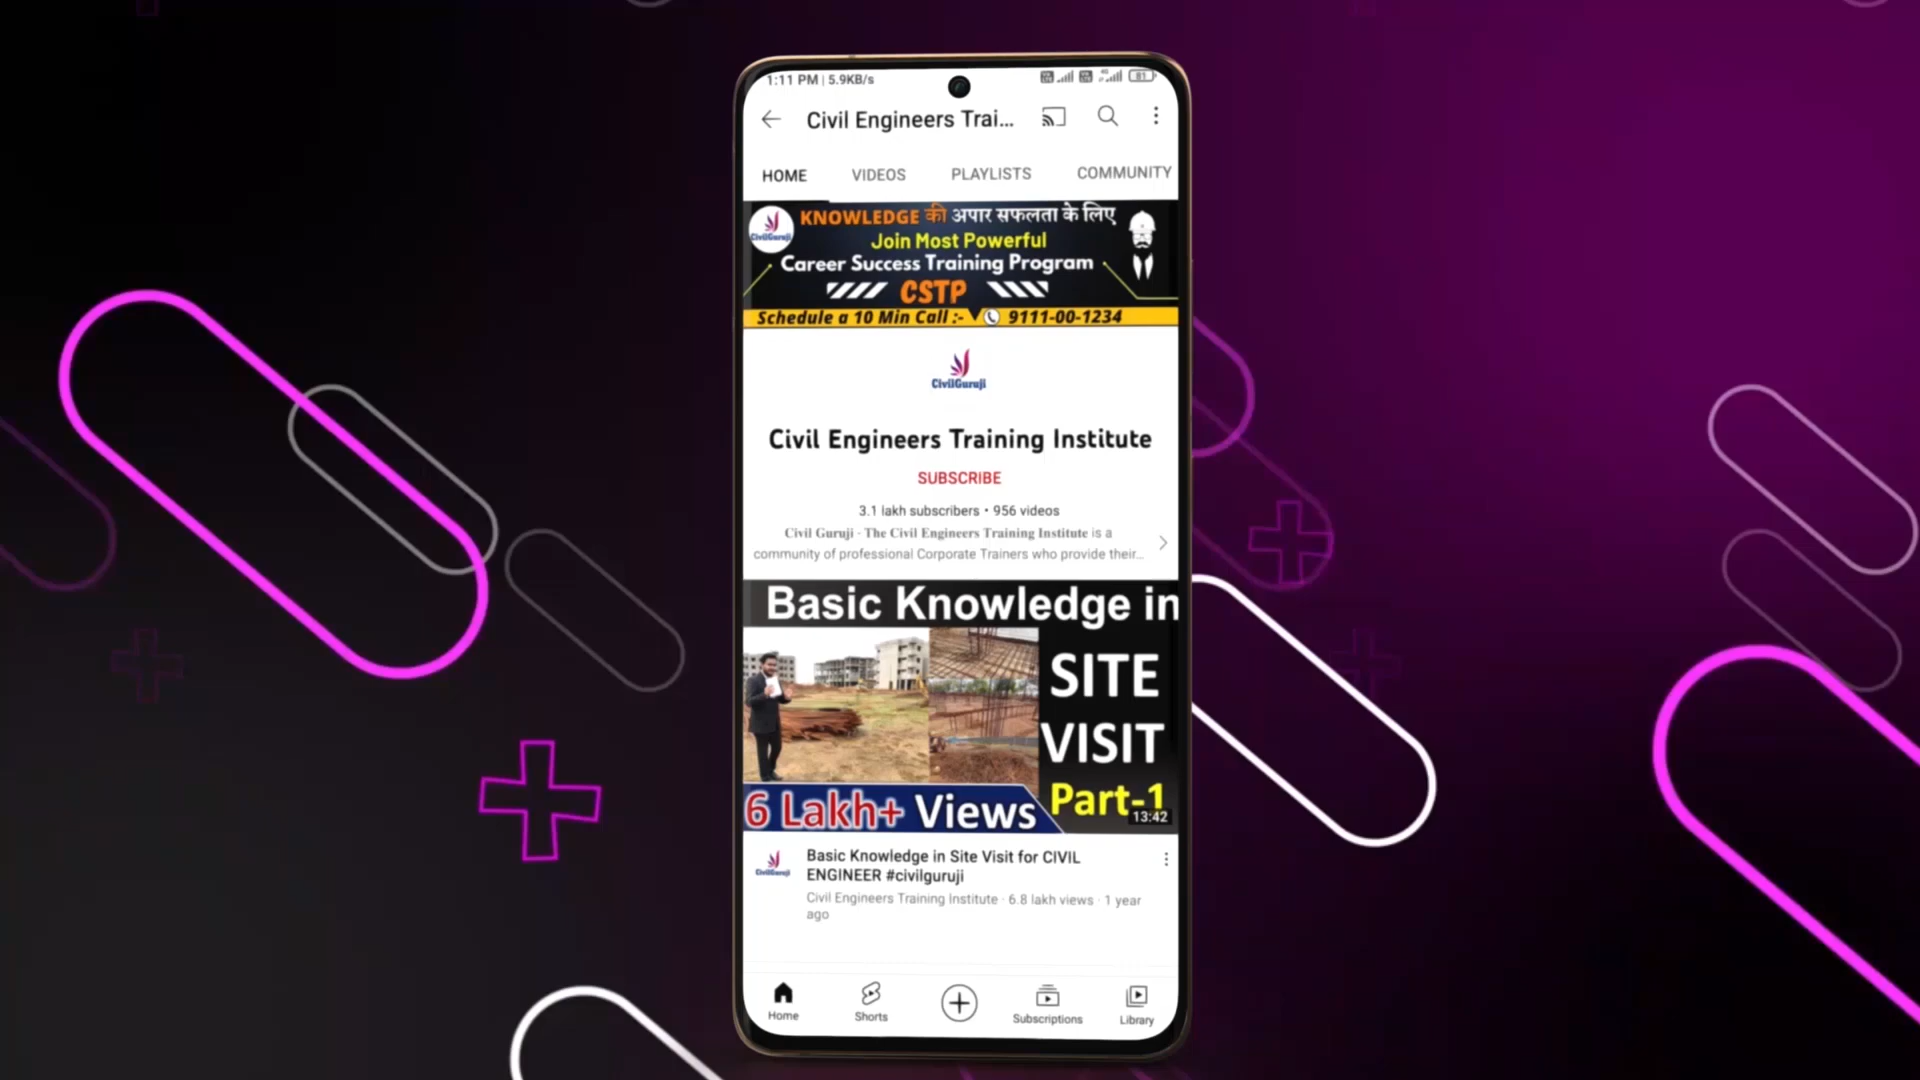 1:11 PM | 5.9KB/s
81
Civil Engineers Trai...
HOME VIDEOS PLAYLISTS COMMUNITY
CivilGuruji
KNOWLEDGE की अपार सफलता के लिए
Join Most Powerful
Career Success Training Program
CSTP
Schedule a 10 Min Call :- 9111-00-1234
CivilGuruji
Civil Engineers Training Institute
SUBSCRIBE
3.1 lakh subscribers • 956 videos
Civil Guruji - The Civil Engineers Training Institute is a
community of professional Corporate Trainers who provide their...
Basic Knowledge in
SITE
VISIT
Part-1
6 Lakh+ Views
13:42
CivilGuruji
Basic Knowledge in Site Visit for CIVIL
ENGINEER #civilguruji
Civil Engineers Training Institute · 6.8 lakh views · 1 year
ago
Home Shorts Subscriptions Library